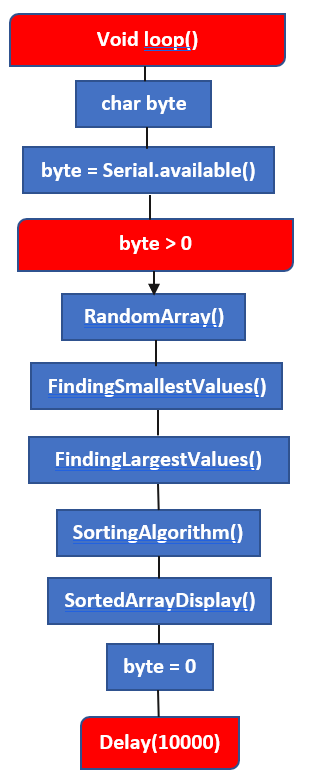 Void loop()
char byte
byte = Serial.available()
byte > 0
RandomArray()
FindingSmallestValues()
FindingLargestValues()
SortingAlgorithm()
SortedArrayDisplay()
byte = 0
Delay(10000)